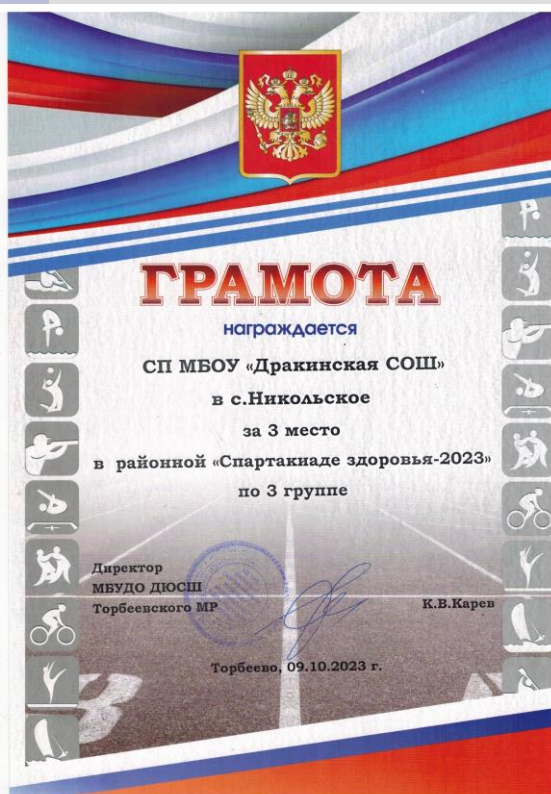 ГРАМОТА
награждается
СП МБОУ «Дракинская СОШ»
в с.Никольское
за 3 место
в районной «Спартакиаде здоровья-2023»
по 3 группе
Директор
МБУДО ДЮСШ
Торбеевского МР
К.В.Карев
Торбеево, 09.10.2023 г.